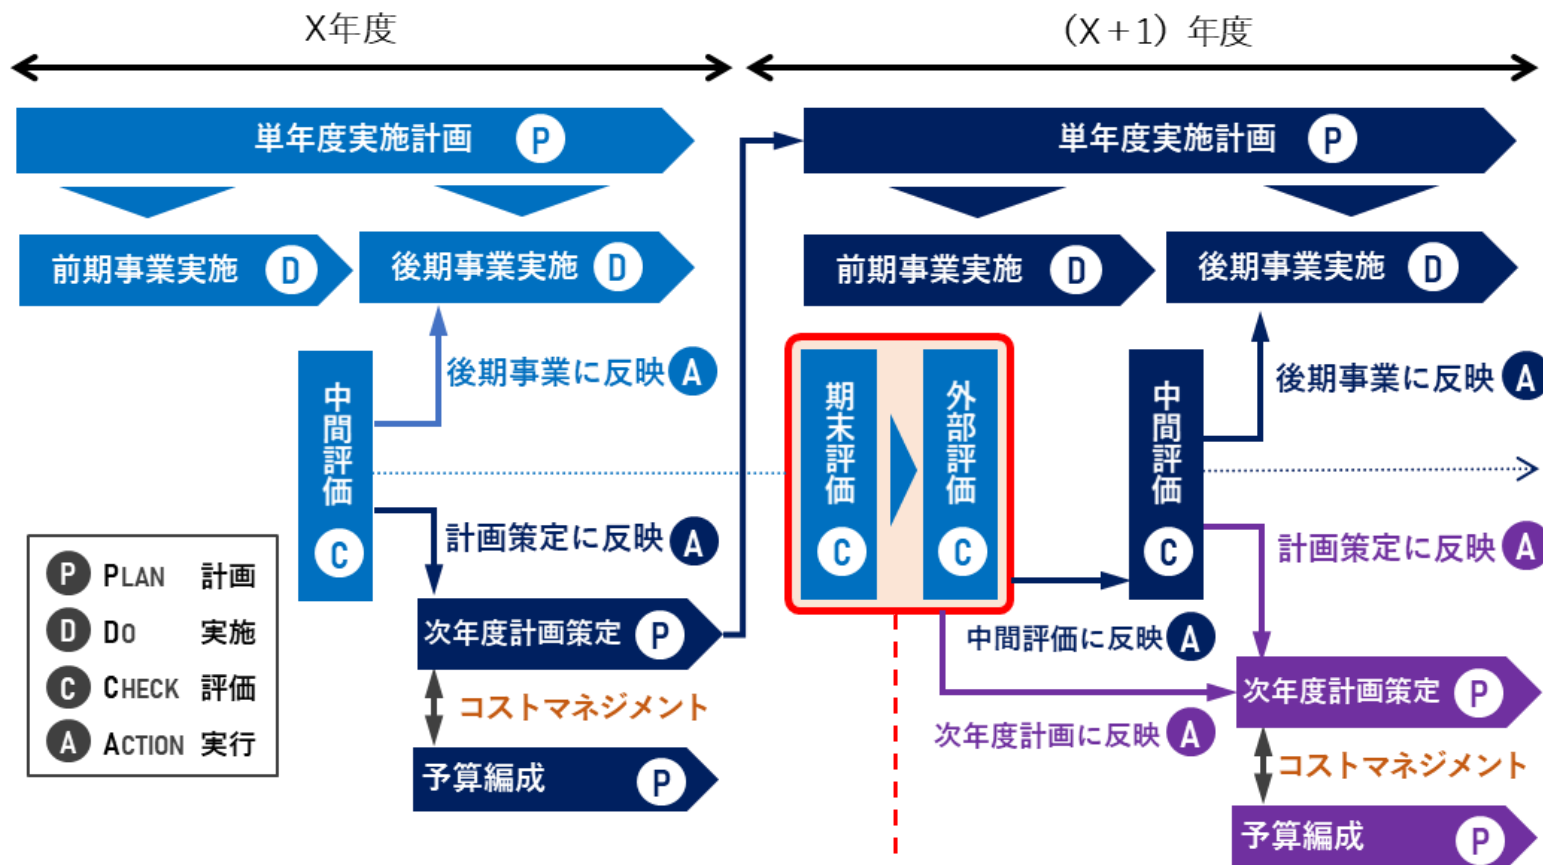 X年度
(X+1)年度
単年度実施計画 P
単年度実施計画 P
前期事業実施 D
後期事業実施 D
前期事業実施 D
後期事業実施 D
中間評価 C
後期事業に反映 A
計画策定に反映 A
次年度計画策定 P
コストマネジメント
予算編成 P
期末評価 C
外部評価 C
中間評価 C
後期事業に反映 A
計画策定に反映 A
中間評価に反映 A
次年度計画に反映 A
次年度計画策定 P
コストマネジメント
予算編成 P
P PLAN 計画
D DO 実施
C CHECK 評価
A ACTION 実行